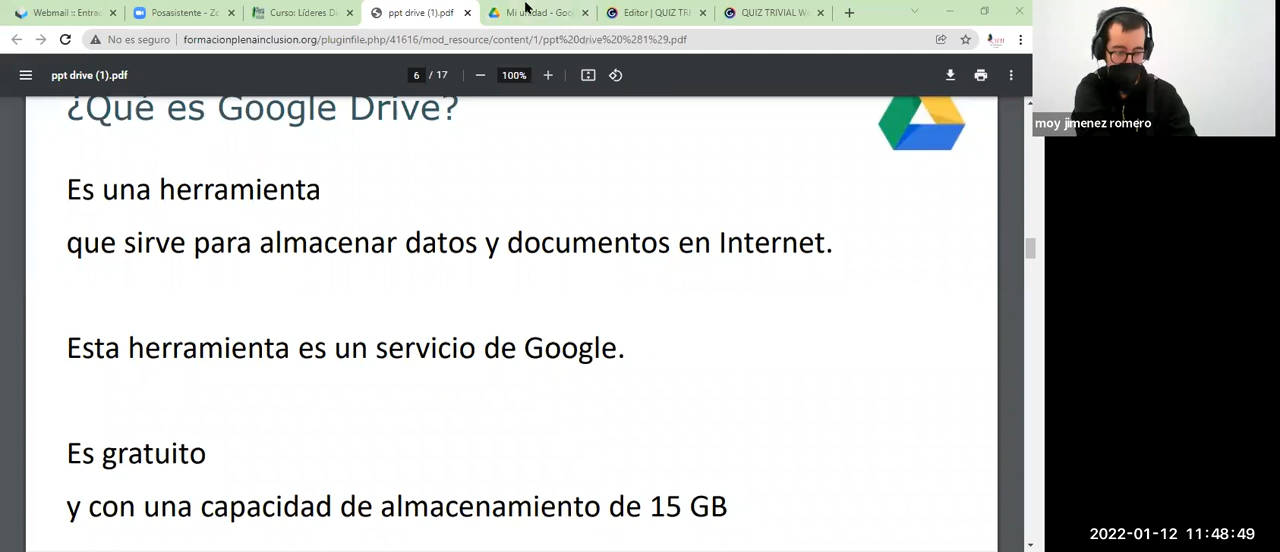 Webmail :: Entra
Posasistente - Zo
Curso: Líderes Di
ppt drive (1).pdf
Mi unidad - Goo
Editor | QUIZ TRI
QUIZ TRIVIAL W
No es seguro | formacionplenainclusion.org/pluginfile.php/41616/mod_resource/content/1/ppt%20drive%20%281%29.pdf
ppt drive (1).pdf
6 / 17
100%
¿Qué es Google Drive?
Es una herramienta
que sirve para almacenar datos y documentos en Internet.
Esta herramienta es un servicio de Google.
Es gratuito
y con una capacidad de almacenamiento de 15 GB
moy jimenez romero
2022-01-12 11:48:49